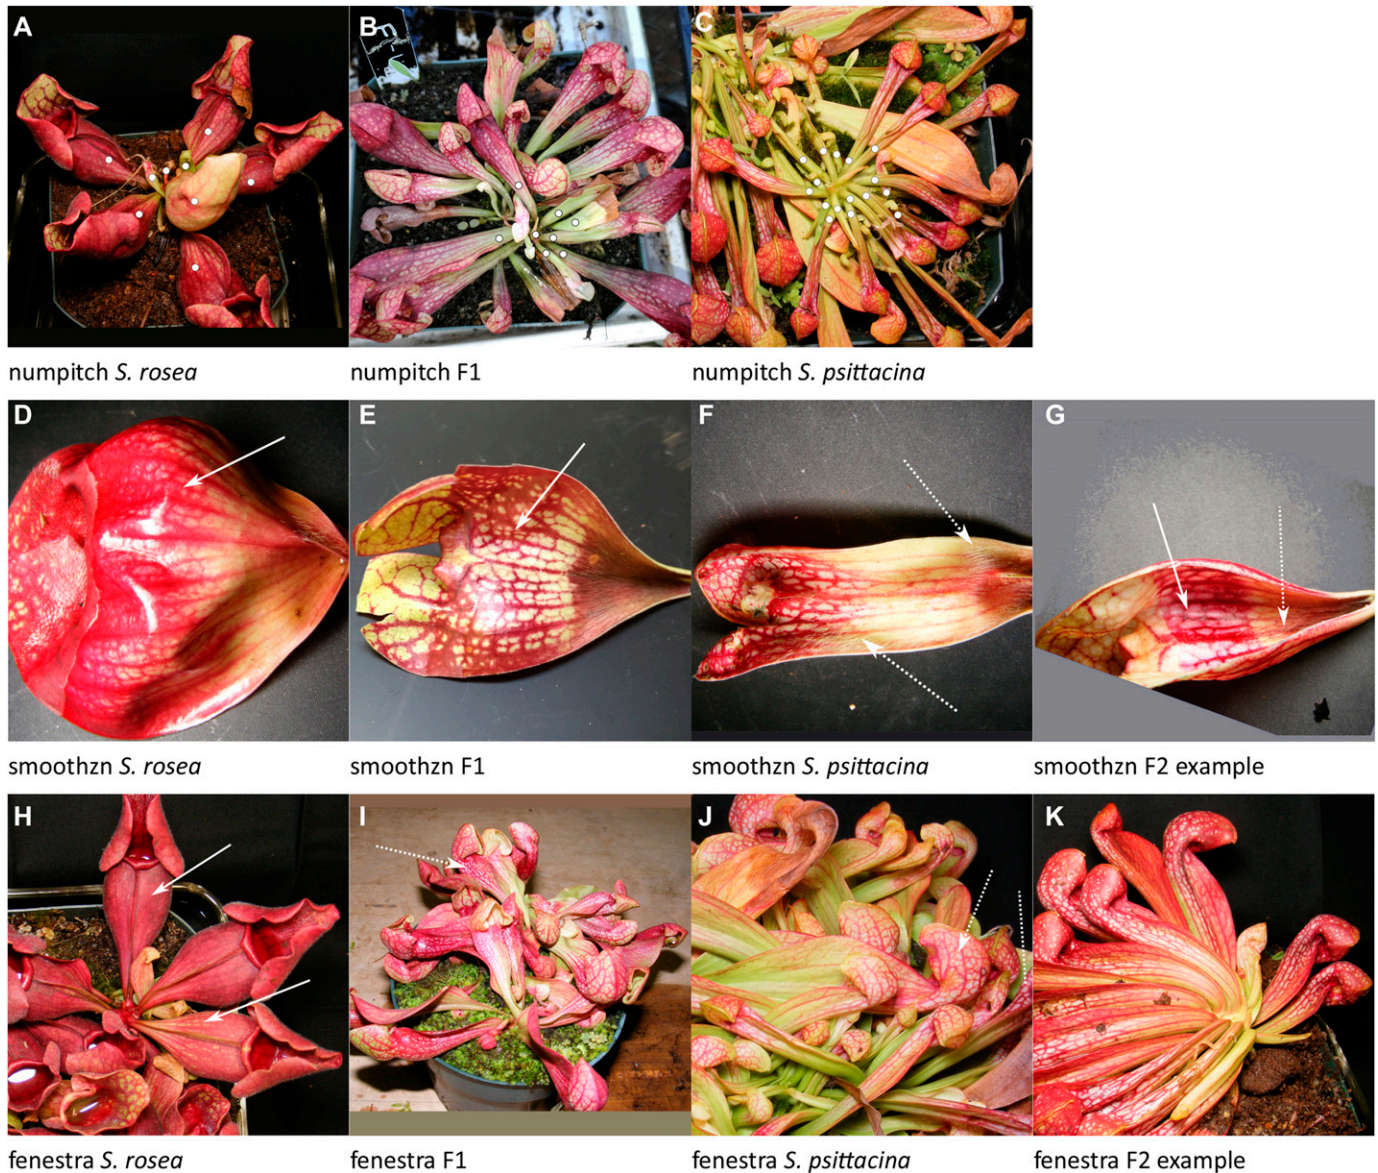 A B C
numpitch S. rosea numpitch F1 numpitch S. psittacina
D E F G
smoothzn S. rosea smoothzn F1 smoothzn S. psittacina smoothzn F2 example
H I J K
fenestra S. rosea fenestra F1 fenestra S. psittacina fenestra F2 example